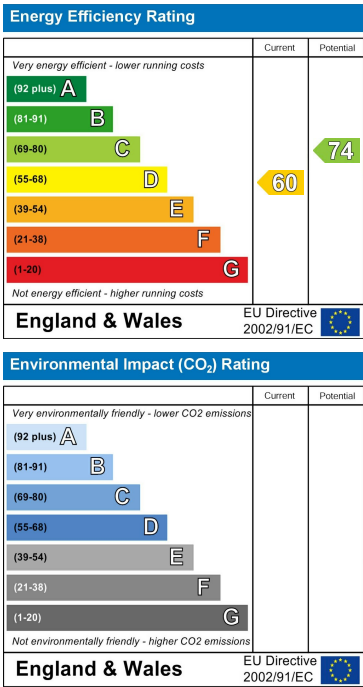 Energy Efficiency Rating
Current Potential
Very energy efficient - lower running costs
(92 plus) A
(81-91) B
(69-80) C
74
(55-68) D
60
(39-54) E
(21-38) F
(1-20) G
Not energy efficient - higher running costs
England & Wales
EU Directive
2002/91/EC
Environmental Impact (CO₂) Rating
Current Potential
Very environmentally friendly - lower CO2 emissions
(92 plus) A
(81-91) B
(69-80) C
(55-68) D
(39-54) E
(21-38) F
(1-20) G
Not environmentally friendly - higher CO2 emissions
England & Wales
EU Directive
2002/91/EC